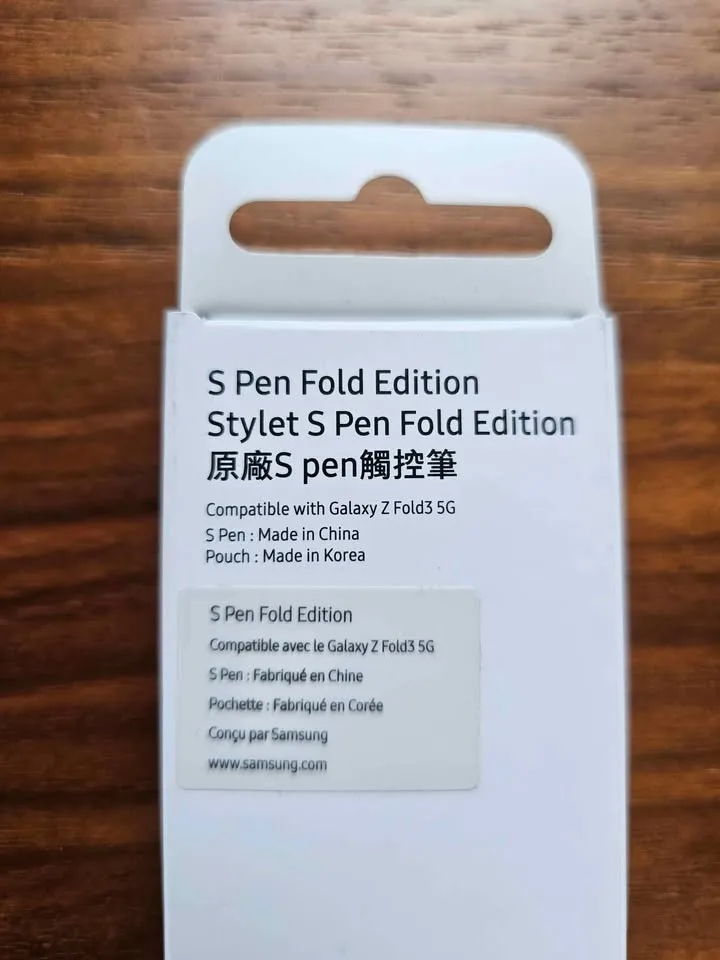 S Pen Fold Edition
Stylet S Pen Fold Edition
原廠S pen觸控筆
Compatible with Galaxy Z Fold3 5G
S Pen : Made in China
Pouch : Made in Korea
S Pen Fold Edition
Compatible avec le Galaxy Z Fold3 5G
S Pen : Fabriqué en Chine
Pochette : Fabriqué en Corée
Conçu par Samsung
www.samsung.com